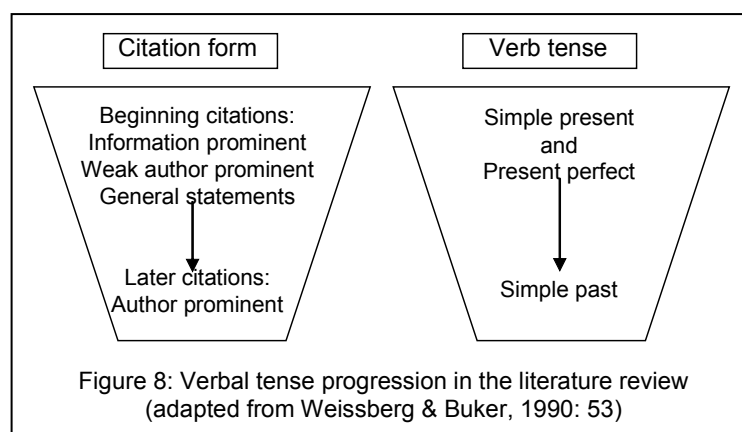 Citation form
Verb tense
Beginning citations:
Information prominent
Weak author prominent
General statements
Later citations:
Author prominent
Simple present
and
Present perfect
Simple past
Figure 8: Verbal tense progression in the literature review
(adapted from Weissberg & Buker, 1990: 53)